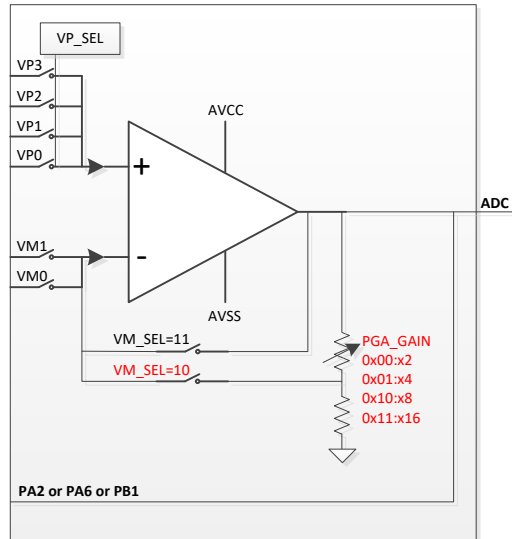 VP_SEL
VP3
VP2
AVCC
VP1
VP0
+
ADC
VM1
-
VM0
AVSS
VM_SEL=11
PGA_GAIN
VM_SEL=10
0x00:x2
0x01:x4
0x10:x8
0x11:x16
PA2 or PA6 or PB1